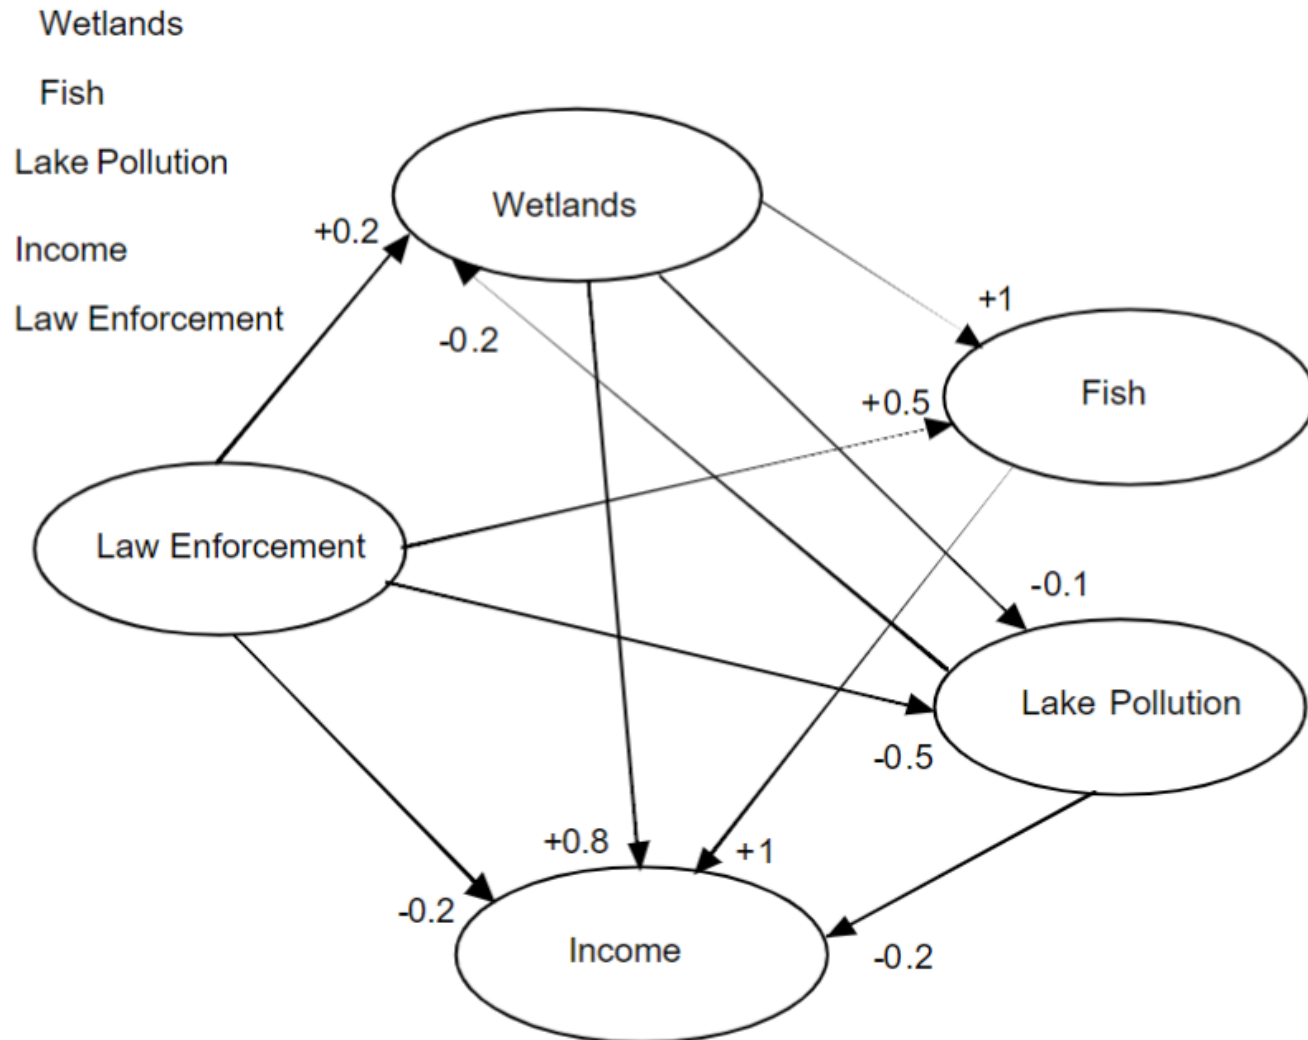 Wetlands
Fish
Lake Pollution
Income
Law Enforcement
Wetlands
+0.2
-0.2
+1
Fish
+0.5
Law Enforcement
-0.1
Lake Pollution
-0.5
+0.8
+1
-0.2
Income
-0.2